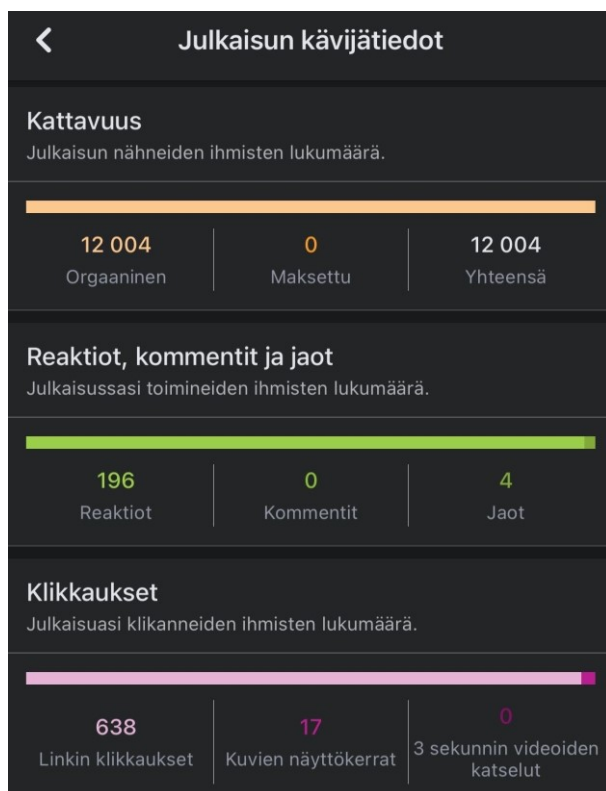 Julkaisun kävijätiedot
Kattavuus
Julkaisun nähneiden ihmisten lukumäärä.
12 004
0
12 004
Orgaaninen
Maksettu
Yhteensä
Reaktiot, kommentit ja jaot
Julkaisussasi toimineiden ihmisten lukumäärä.
196
0
4
Reaktiot
Kommentit
Jaot
Klikkaukset
Julkaisuasi klikanneiden ihmisten lukumäärä.
638
17
0
Linkin klikkaukset
Kuvien näyttökerrat
3 sekunnin videoiden
katselut